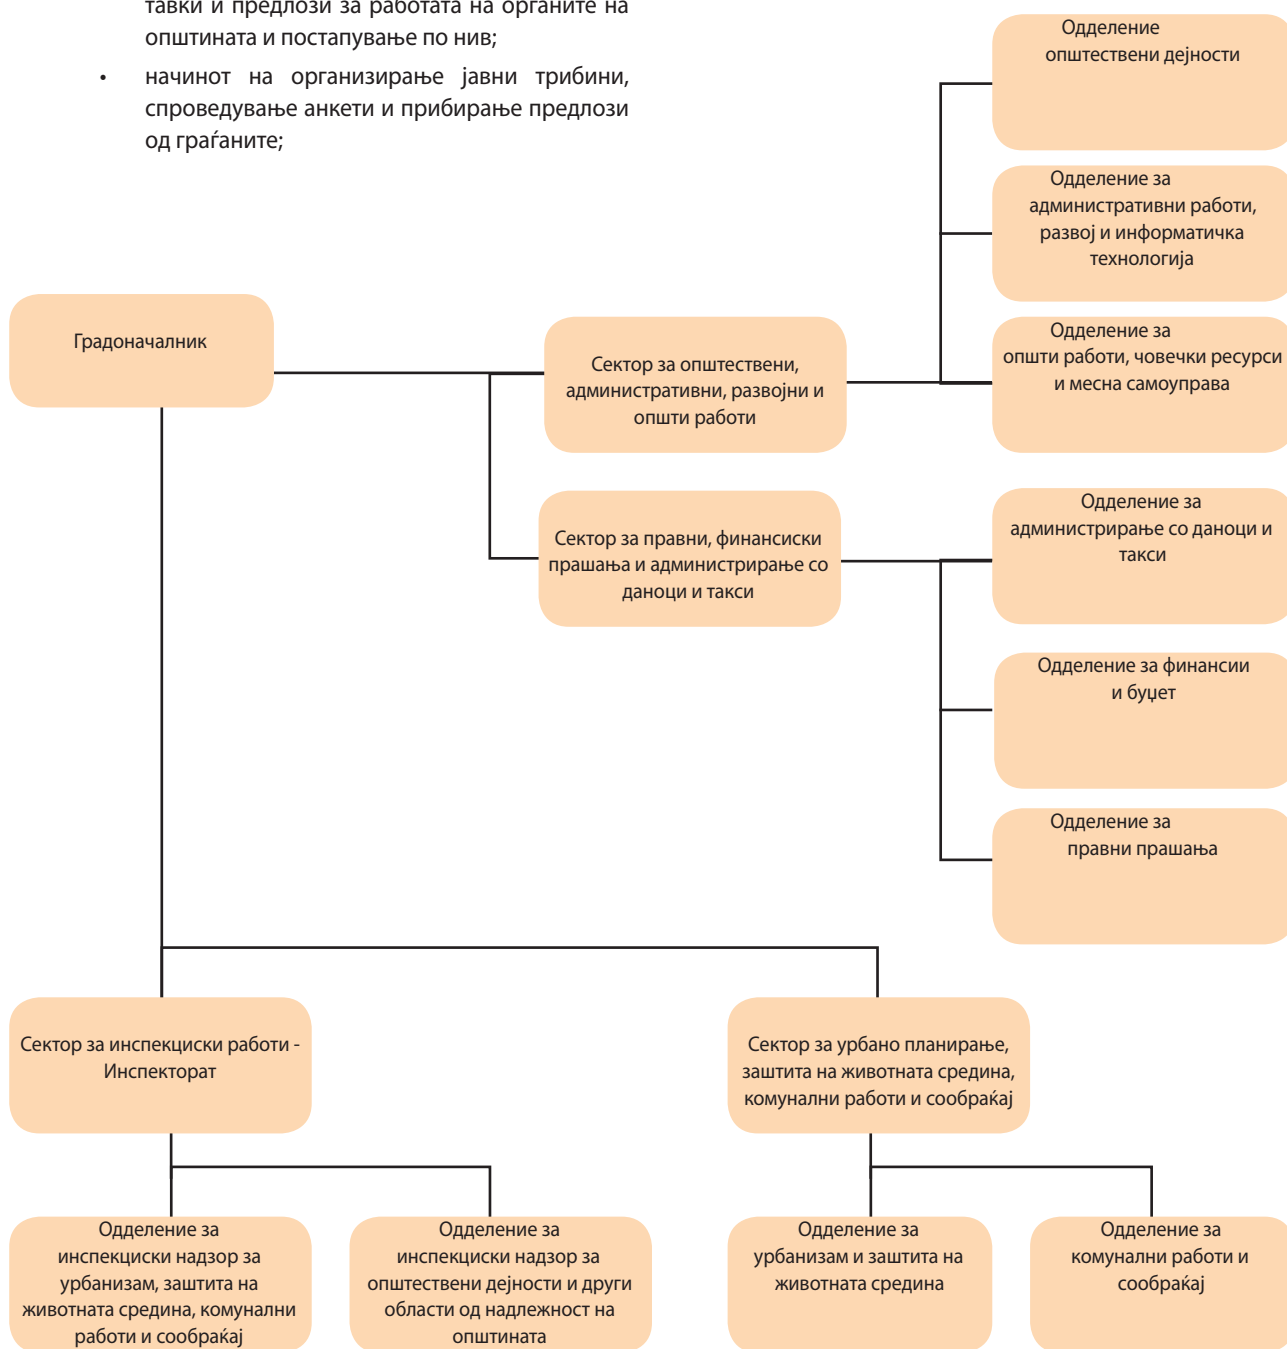 тавки и предлози за работата на органите на
општината и постапување по нив;
• начинот на организирање јавни трибини,
спроведување анкети и прибирање предлози
од граѓаните;
Одделение
општествени дејности
Одделение за
административни работи,
развој и информатичка
технологија
Градоначалник
Сектор за општествени,
административни, развојни и
општи работи
Одделение за
општи работи, човечки ресурси
и месна самоуправа
Сектор за правни, финансиски
прашања и администрирање со
даноци и такси
Одделение за
администрирање со даноци и
такси
Одделение за финансии
и буџет
Одделение за
правни прашања
Сектор за инспекциски работи -
Инспекторат
Сектор за урбано планирање,
заштита на животната средина,
комунални работи и сообраќај
Одделение за
инспекциски надзор за
урбанизам, заштита на
животната средина, комунални
работи и сообраќај
Одделение за
инспекциски надзор за
општествени дејности и други
области од надлежност на
општината
Одделение за
урбанизам и заштита на
животната средина
Одделение за
комунални работи и
сообраќај